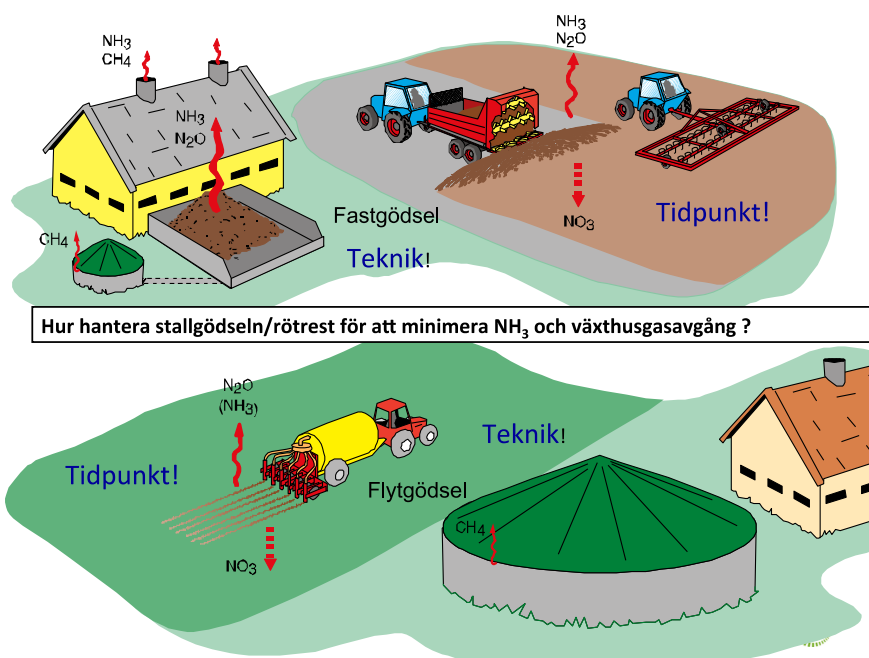 NH₃
CH₄
NH₃
N₂O
CH₄
NH₃
N₂O
NO₃
Fastgödsel
Teknik!
Tidpunkt!
Hur hantera stallgödseln/rötrest för att minimera NH₃ och växthusgasavgång ?
N₂O
(NH₃)
Tidpunkt!
Teknik!
Flytgödsel
NO₃
CH₄